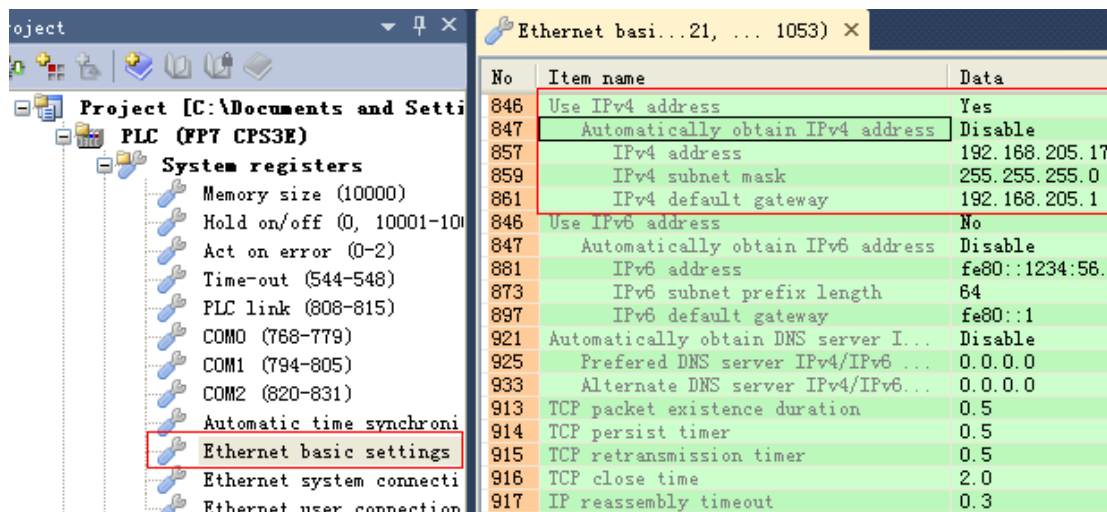 oject
Project [C:\Documents and Setti
PLC (FP7 CPS3E)
System registers
Memory size (10000)
Hold on/off (0, 10001-10
Act on error (0-2)
Time-out (544-548)
PLC link (808-815)
COM0 (768-779)
COM1 (794-805)
COM2 (820-831)
Automatic time synchroni
Ethernet basic settings
Ethernet system connecti
Ethernet user connection
Ethernet basi...21, ... 1053)
No Item name Data
846 Use IPv4 address Yes
847 Automatically obtain IPv4 address Disable
857 IPv4 address 192.168.205.17
859 IPv4 subnet mask 255.255.255.0
861 IPv4 default gateway 192.168.205.1
846 Use IPv6 address No
847 Automatically obtain IPv6 address Disable
881 IPv6 address fe80::1234:56.
873 IPv6 subnet prefix length 64
897 IPv6 default gateway fe80::1
921 Automatically obtain DNS server I... Disable
925 Prefered DNS server IPv4/IPv6 ... 0.0.0.0
933 Alternate DNS server IPv4/IPv6... 0.0.0.0
913 TCP packet existence duration 0.5
914 TCP persist timer 0.5
915 TCP retransmission timer 0.5
916 TCP close time 2.0
917 IP reassembly timeout 0.3